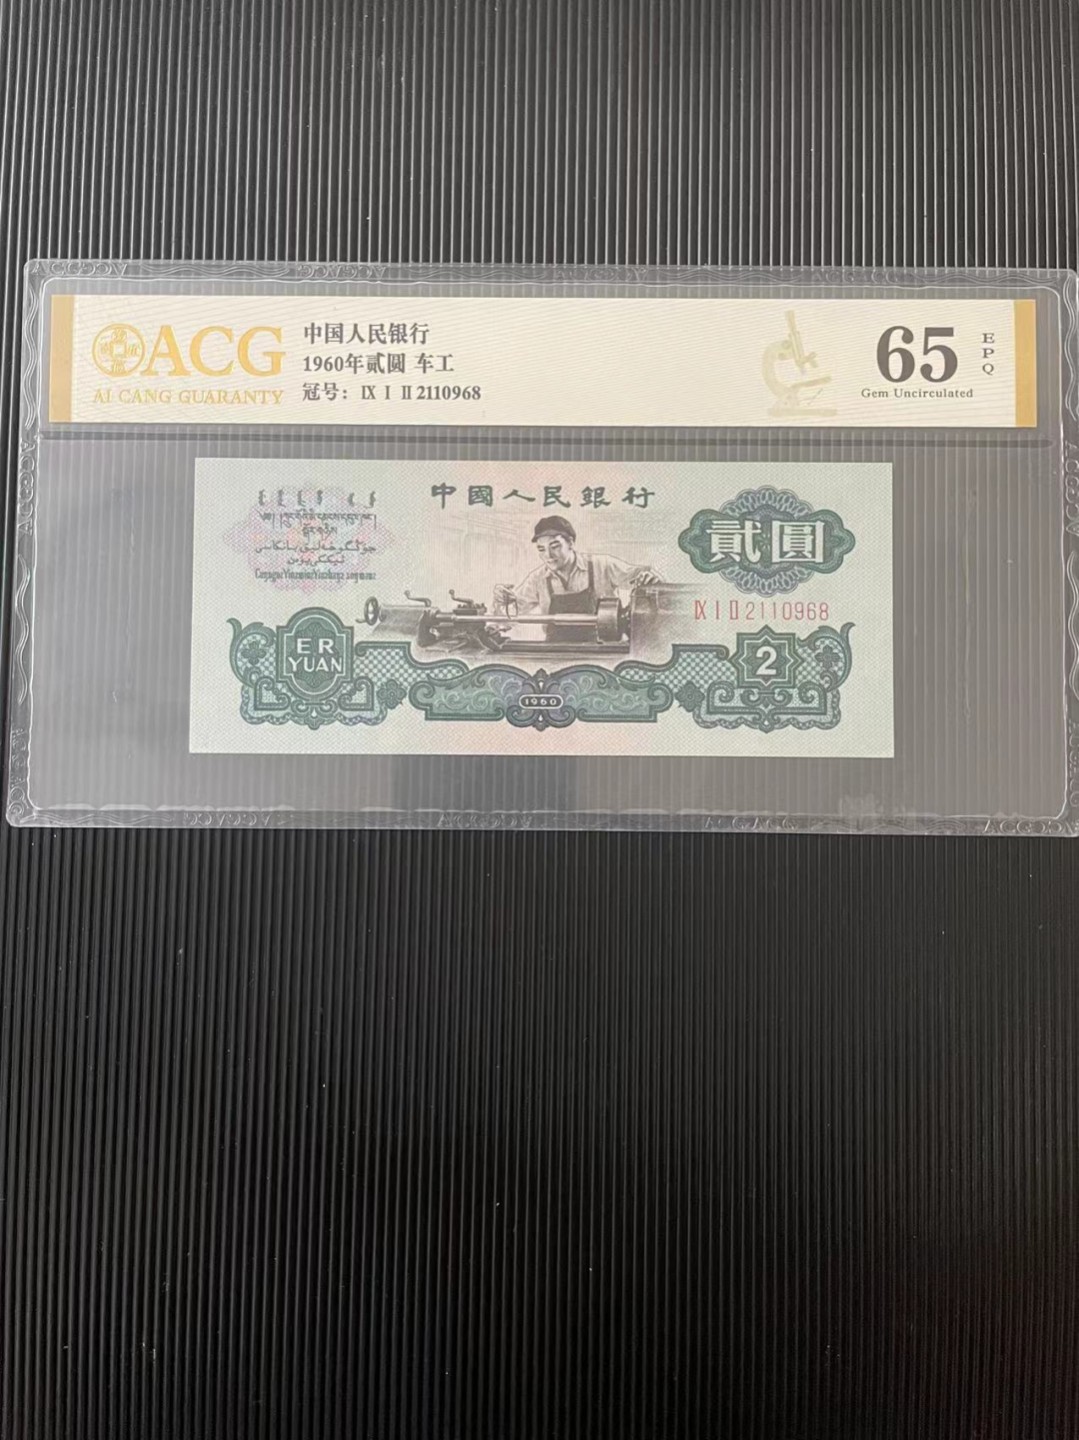 ACG
AI CANG GUARANTY
中国人民银行
1960年贰圆 车工
冠号：Ⅸ Ⅰ Ⅱ 2110968
65
EPQ
Gem Uncirculated
中國人民銀行
貳圓
Ⅸ Ⅰ Ⅱ 2110968
ER
YUAN
2
1960